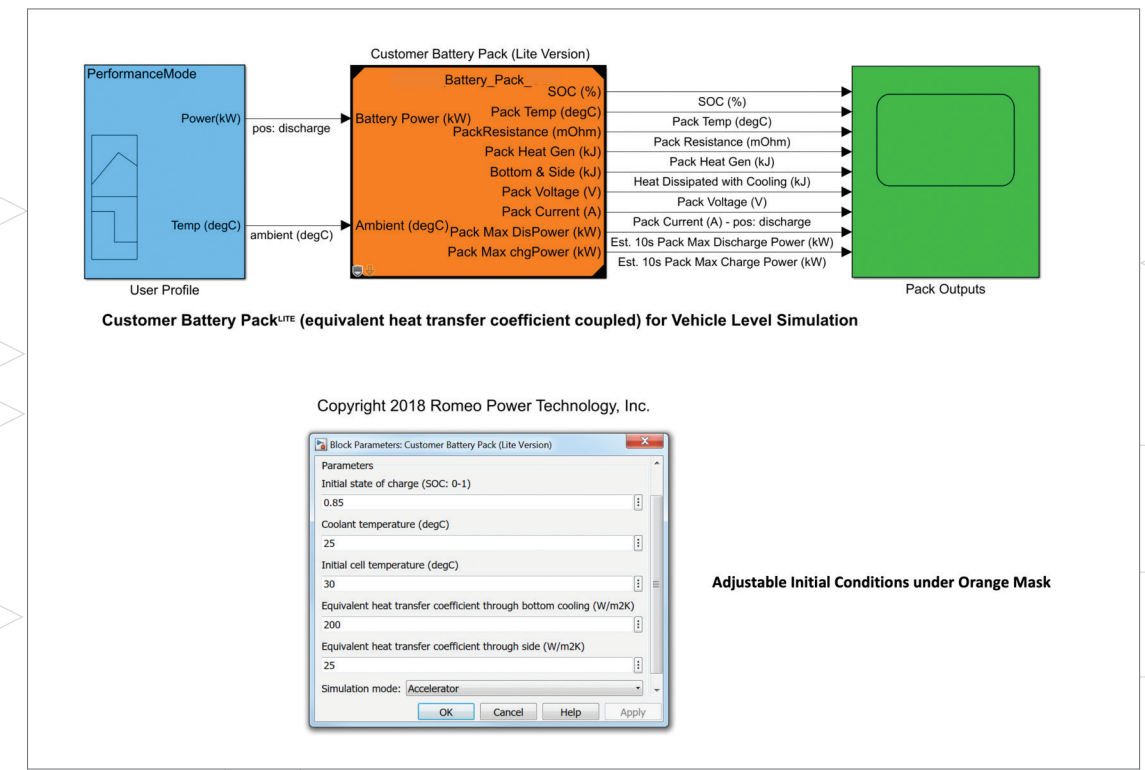 Customer Battery Pack (Lite Version)
PerformanceMode
Power(kW)
Temp (degC)
User Profile
pos: discharge
ambient (degC)
Battery_Pack_
Battery Power (kW)
Ambient (degC)
SOC (%)
Pack Temp (degC)
PackResistance (mOhm)
Pack Heat Gen (kJ)
Bottom & Side (kJ)
Pack Voltage (V)
Pack Current (A)
Pack Max DisPower (kW)
Pack Max chgPower (kW)
SOC (%)
Pack Temp (degC)
Pack Resistance (mOhm)
Pack Heat Gen (kJ)
Heat Dissipated with Cooling (kJ)
Pack Voltage (V)
Pack Current (A) - pos: discharge
Est. 10s Pack Max Discharge Power (kW)
Est. 10s Pack Max Charge Power (kW)
Pack Outputs
Customer Battery Packᴸᴵᵀᴱ (equivalent heat transfer coefficient coupled) for Vehicle Level Simulation
Copyright 2018 Romeo Power Technology, Inc.
Block Parameters: Customer Battery Pack (Lite Version)
Parameters
Initial state of charge (SOC: 0-1)
0.85
Coolant temperature (degC)
25
Initial cell temperature (degC)
30
Equivalent heat transfer coefficient through bottom cooling (W/m2K)
200
Equivalent heat transfer coefficient through side (W/m2K)
25
Simulation mode: Accelerator
OK Cancel Help Apply
Adjustable Initial Conditions under Orange Mask